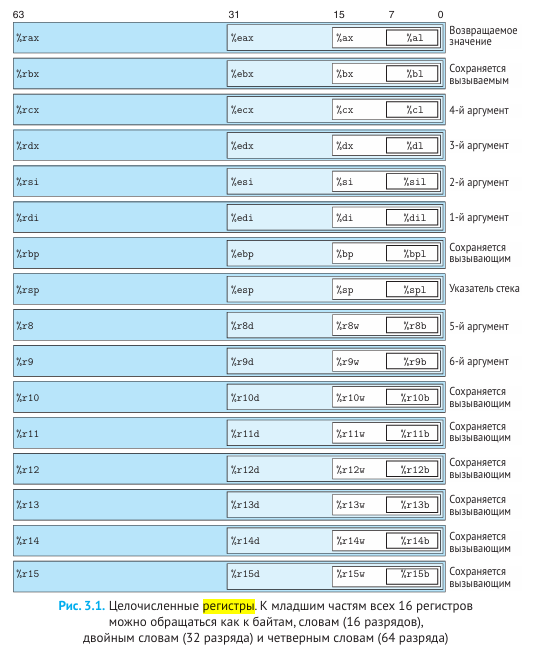 63 31 15 7 0
%rax %eax %ax %al Возвращаемое
значение
%rbx %ebx %bx %bl Сохраняется
вызываемым
%rcx %ecx %cx %cl 4-й аргумент
%rdx %edx %dx %dl 3-й аргумент
%rsi %esi %si %sil 2-й аргумент
%rdi %edi %di %dil 1-й аргумент
%rbp %ebp %bp %bpl Сохраняется
вызывающим
%rsp %esp %sp %spl Указатель стека
%r8 %r8d %r8w %r8b 5-й аргумент
%r9 %r9d %r9w %r9b 6-й аргумент
%r10 %r10d %r10w %r10b Сохраняется
вызывающим
%r11 %r11d %r11w %r11b Сохраняется
вызывающим
%r12 %r12d %r12w %r12b Сохраняется
вызывающим
%r13 %r13d %r13w %r13b Сохраняется
вызывающим
%r14 %r14d %r14w %r14b Сохраняется
вызывающим
%r15 %r15d %r15w %r15b Сохраняется
вызывающим
Рис. 3.1. Целочисленные регистры. К младшим частям всех 16 регистров
можно обращаться как к байтам, словам (16 разрядов),
двойным словам (32 разряда) и четверным словам (64 разряда)